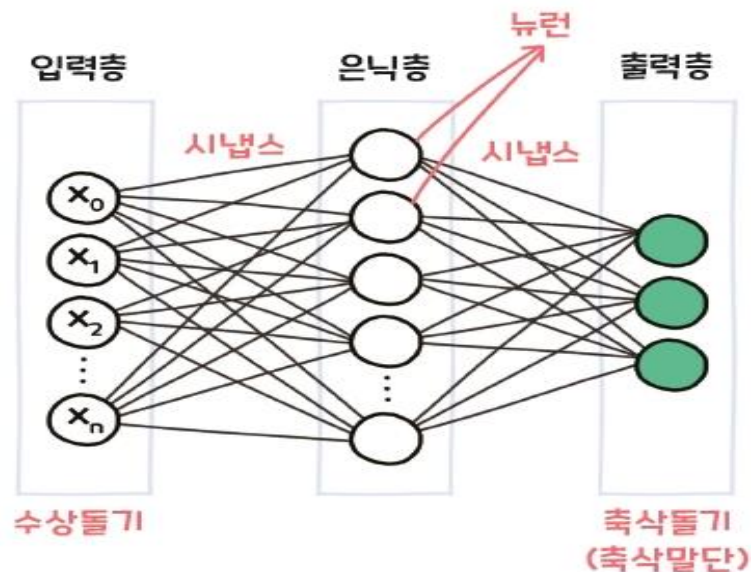 뉴런
입력층
은닉층
출력층
시냅스
시냅스
x₀
x₁
x₂
⋮
xₙ
⋮
수상돌기
축삭돌기
(축삭말단)